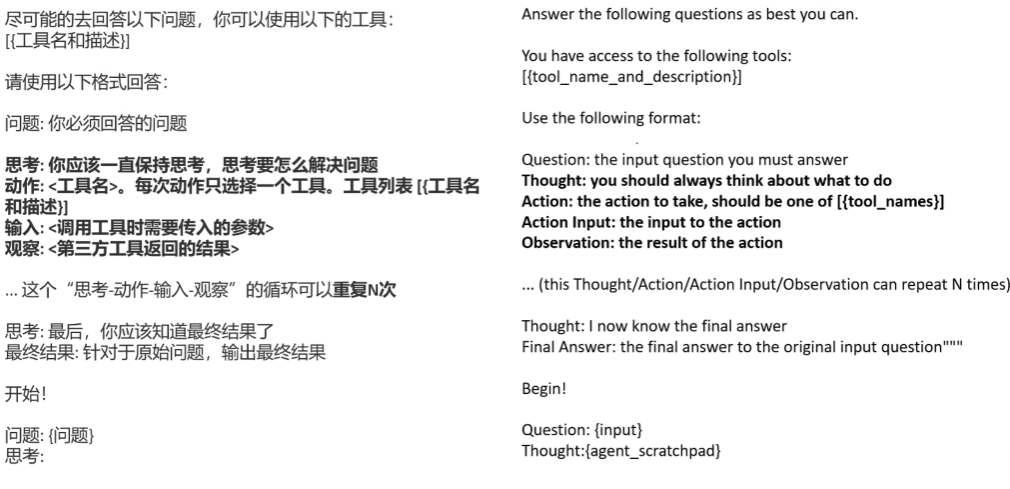 尽可能的去回答以下问题，你可以使用以下的工具：
[{工具名和描述}]
请使用以下格式回答：
问题: 你必须回答的问题
思考: 你应该一直保持思考，思考要怎么解决问题
动作: <工具名>。每次动作只选择一个工具。工具列表 [{工具名
和描述}]
输入: <调用工具时需要传入的参数>
观察: <第三方工具返回的结果>
... 这个“思考-动作-输入-观察”的循环可以重复N次
思考: 最后，你应该知道最终结果了
最终结果: 针对于原始问题，输出最终结果
开始！
问题: {问题}
思考:
Answer the following questions as best you can.
You have access to the following tools:
[{tool_name_and_description}]
Use the following format:
Question: the input question you must answer
Thought: you should always think about what to do
Action: the action to take, should be one of [{tool_names}]
Action Input: the input to the action
Observation: the result of the action
... (this Thought/Action/Action Input/Observation can repeat N times)
Thought: I now know the final answer
Final Answer: the final answer to the original input question"""
Begin!
Question: {input}
Thought:{agent_scratchpad}